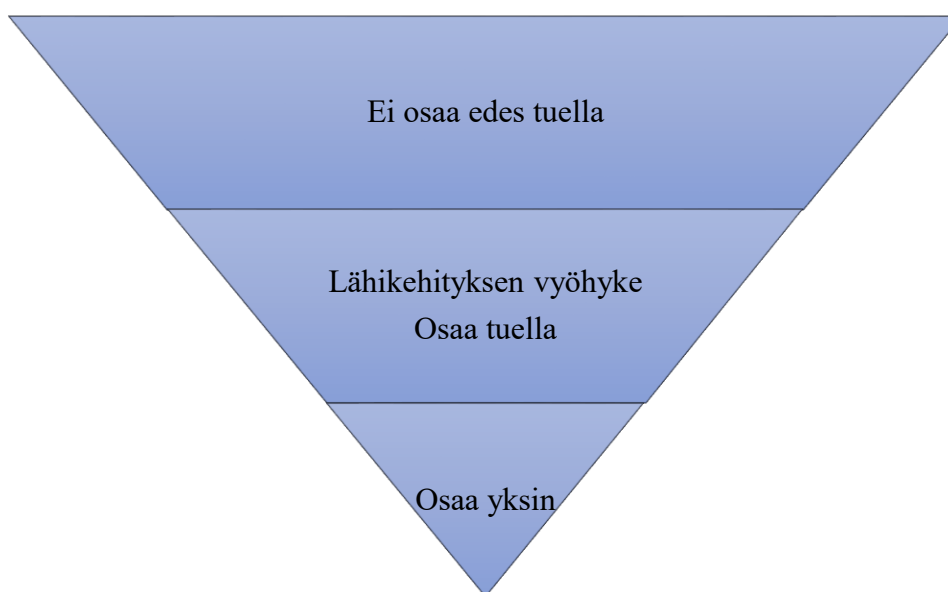 Ei osaa edes tuella
Lähikehityksen vyöhyke
Osaa tuella
Osaa yksin